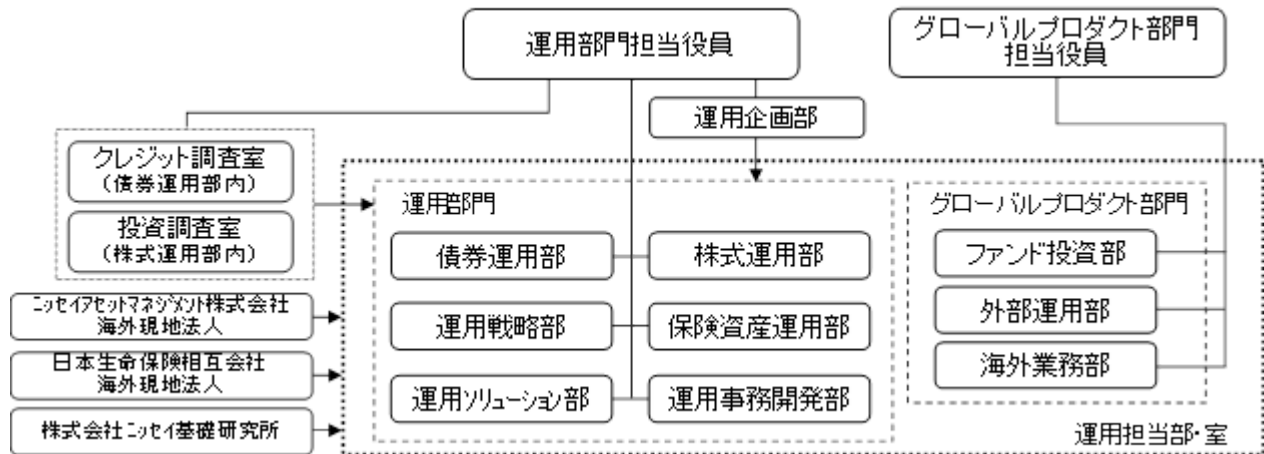 運用部門担当役員
グローバルプロダクト部門
担当役員
運用企画部
クレジット調査室
（債券運用部内）
投資調査室
（株式運用部内）
運用部門
債券運用部
株式運用部
運用戦略部
保険資産運用部
運用ソリューション部
運用事務開発部
グローバルプロダクト部門
ファンド投資部
外部運用部
海外業務部
ニッセイアセットマネジメント株式会社
海外現地法人
日本生命保険相互会社
海外現地法人
株式会社ニッセイ基礎研究所
運用担当部・室